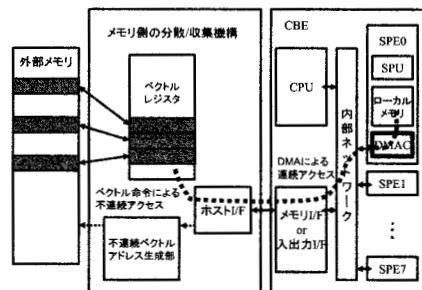 メモリ側の分散/収集機構
CBE
外部メモリ
ベクトル
レジスタ
CPU
内部ネットワーク
SPE0
SPU
ローカル
メモリ
DMAC
DMAによる
連続アクセス
ベクトル命令による
不連続アクセス
ホストI/F
メモリI/F
or
入出力I/F
SPE1
不連続ベクトル
アドレス生成部
⋮
SPE7